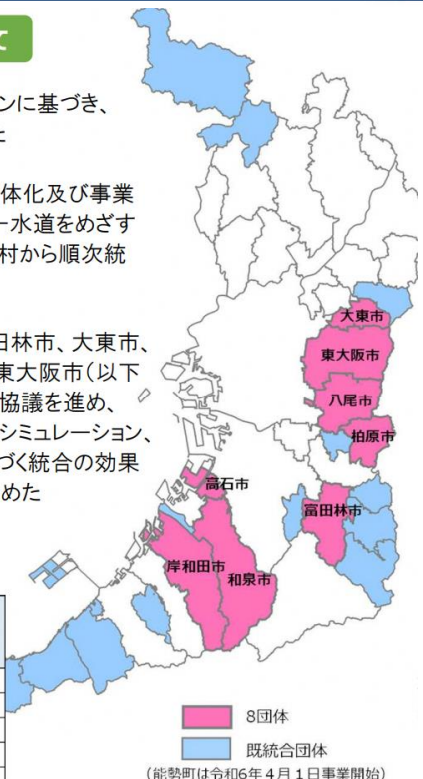 て
ンに基づき、
た
体化及び事業
一水道をめざす
村から順次統
田林市、大東市、
東大阪市(以下
協議を進め、
シミュレーション、
づく統合の効果
めた
大東市
東大阪市
八尾市
柏原市
高石市
富田林市
岸和田市
和泉市
8団体
既統合団体
(能勢町は令和6年4月1日事業開始)